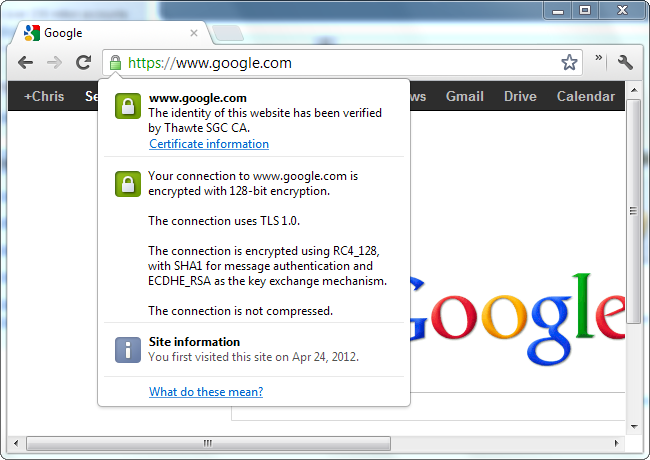 Google
https://www.google.com
»
+Chris Se ws Gmail Drive Calendar
www.google.com
The identity of this website has been verified
by Thawte SGC CA.
Certificate information
Your connection to www.google.com is
encrypted with 128-bit encryption.
The connection uses TLS 1.0.
The connection is encrypted using RC4_128,
with SHA1 for message authentication and
ECDHE_RSA as the key exchange mechanism.
The connection is not compressed.
Google
Site information
You first visited this site on Apr 24, 2012.
What do these mean?